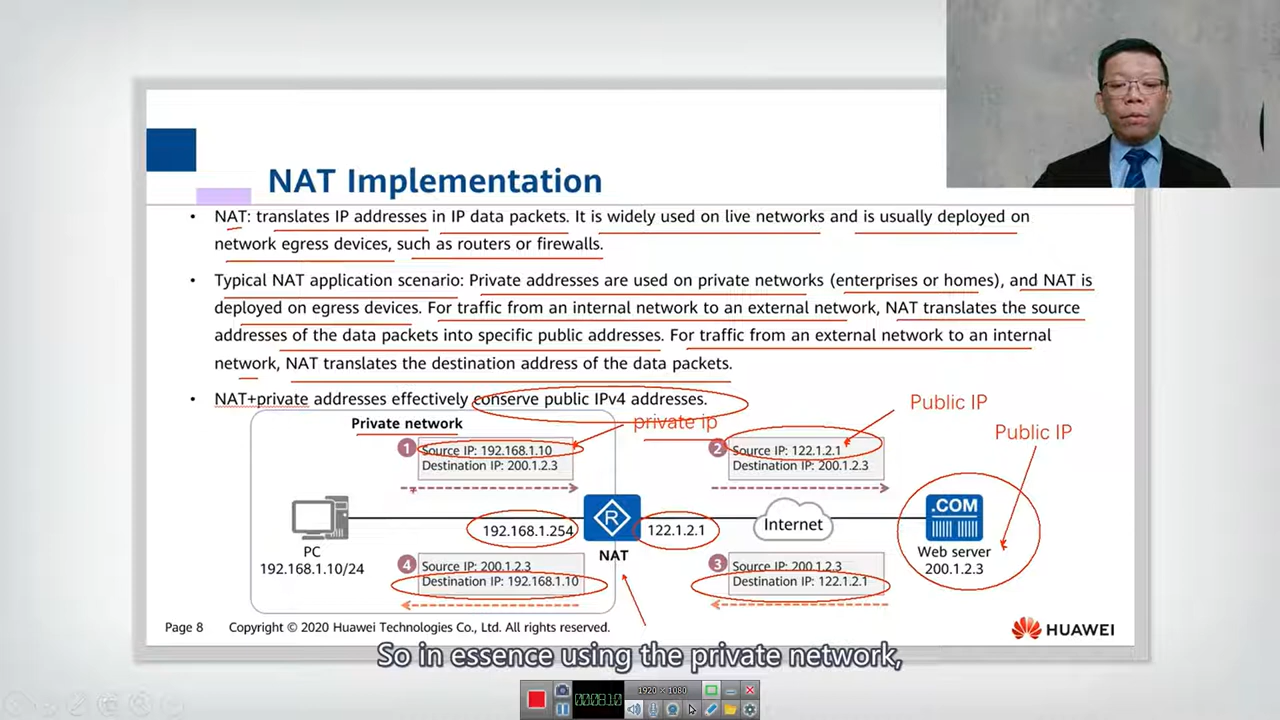 NAT Implementation
• NAT: translates IP addresses in IP data packets. It is widely used on live networks and is usually deployed on
network egress devices, such as routers or firewalls.
• Typical NAT application scenario: Private addresses are used on private networks (enterprises or homes), and NAT is
deployed on egress devices. For traffic from an internal network to an external network, NAT translates the source
addresses of the data packets into specific public addresses. For traffic from an external network to an internal
network, NAT translates the destination address of the data packets.
• NAT+private addresses effectively conserve public IPv4 addresses.
Private network
private ip
Public IP
Public IP
1
Source IP: 192.168.1.10
Destination IP: 200.1.2.3
2
Source IP: 122.1.2.1
Destination IP: 200.1.2.3
192.168.1.254
R
122.1.2.1
Internet
.COM
PC
192.168.1.10/24
NAT
Web server
200.1.2.3
4
Source IP: 200.1.2.3
Destination IP: 192.168.1.10
3
Source IP: 200.1.2.3
Destination IP: 122.1.2.1
Page 8 Copyright © 2020 Huawei Technologies Co., Ltd. All rights reserved.
HUAWEI
So in essence using the private network,
1920 × 1080